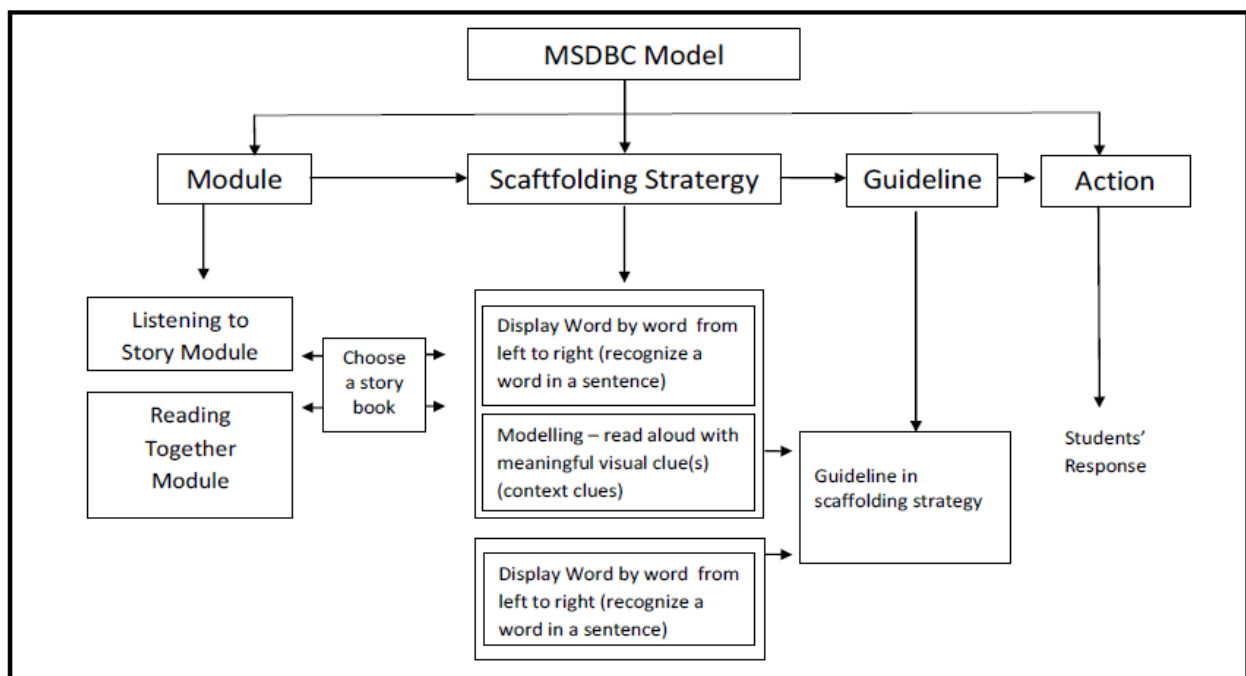 MSDBC Model
Module
Scaftfolding Stratergy
Guideline
Action
Listening to
Story Module
Choose
a story
book
Reading
Together
Module
Display Word by word from
left to right (recognize a
word in a sentence)
Modelling – read aloud with
meaningful visual clue(s)
(context clues)
Display Word by word from
left to right (recognize a
word in a sentence)
Guideline in
scaffolding strategy
Students’
Response